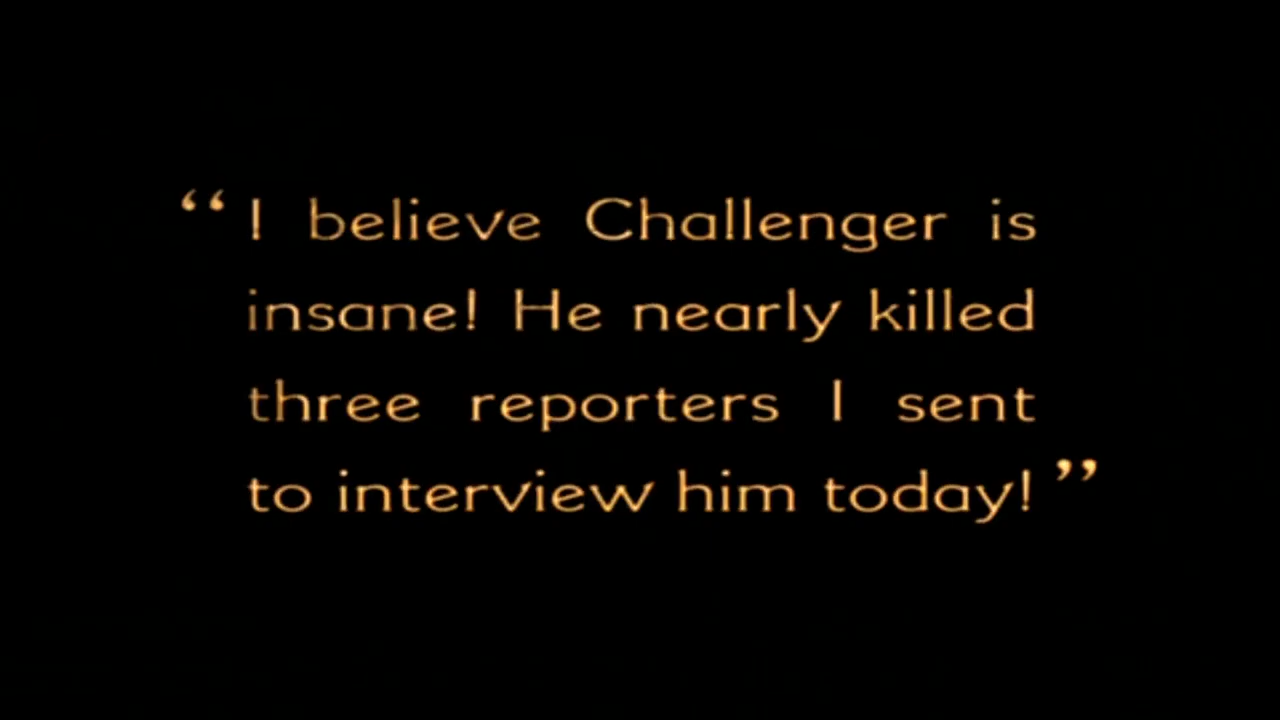 “I believe Challenger is
insane! He nearly killed
three reporters I sent
to interview him today!”